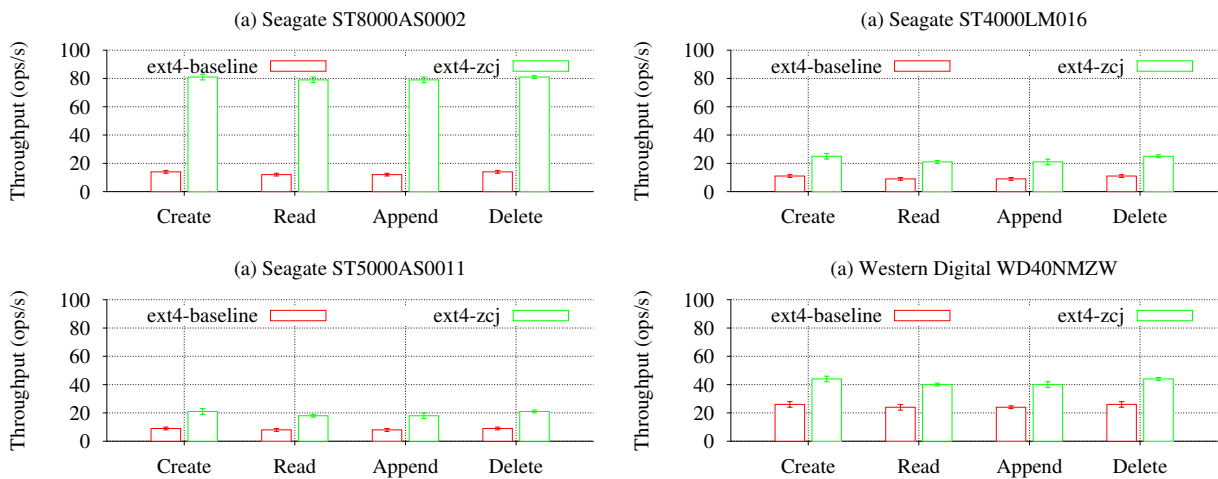 (a) Seagate ST8000AS0002
Throughput (ops/s)
100
80
60
40
20
0
ext4-baseline
ext4-zcj
Create Read Append Delete
(a) Seagate ST4000LM016
Throughput (ops/s)
100
80
60
40
20
0
ext4-baseline
ext4-zcj
Create Read Append Delete
(a) Seagate ST5000AS0011
Throughput (ops/s)
100
80
60
40
20
0
ext4-baseline
ext4-zcj
Create Read Append Delete
(a) Western Digital WD40NMZW
Throughput (ops/s)
100
80
60
40
20
0
ext4-baseline
ext4-zcj
Create Read Append Delete